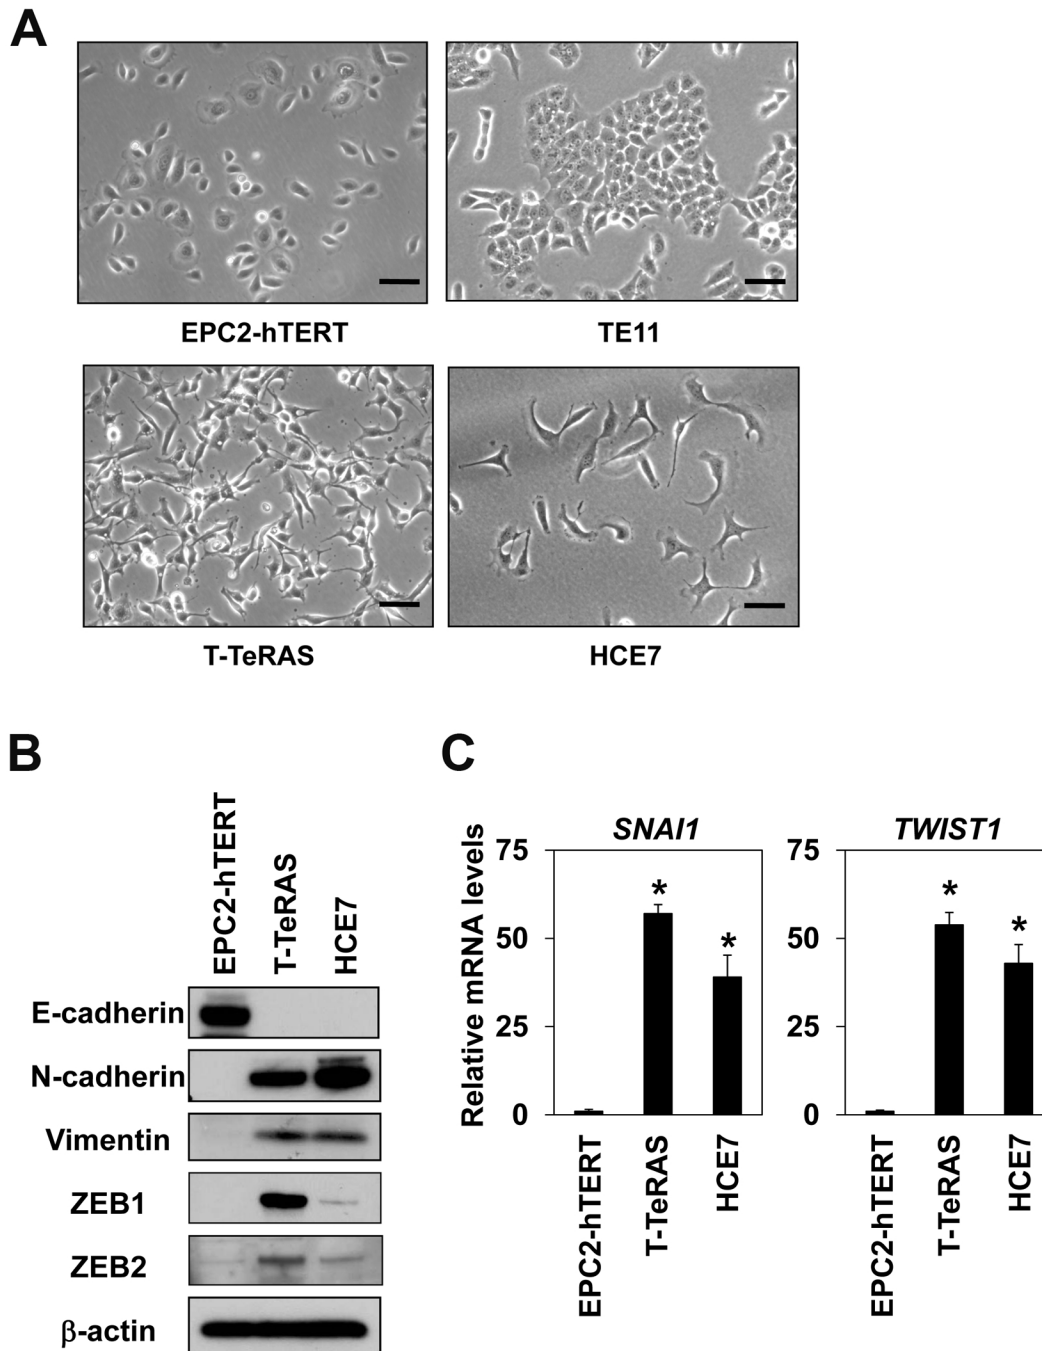 A
EPC2-hTERT
TE11
T-TeRAS
HCE7
B
EPC2-hTERT
T-TeRAS
HCE7
E-cadherin
N-cadherin
Vimentin
ZEB1
ZEB2
β-actin
C
Relative mRNA levels
SNAI1
75
50
25
0
*
*
EPC2-hTERT
T-TeRAS
HCE7
TWIST1
75
50
25
0
*
*
EPC2-hTERT
T-TeRAS
HCE7